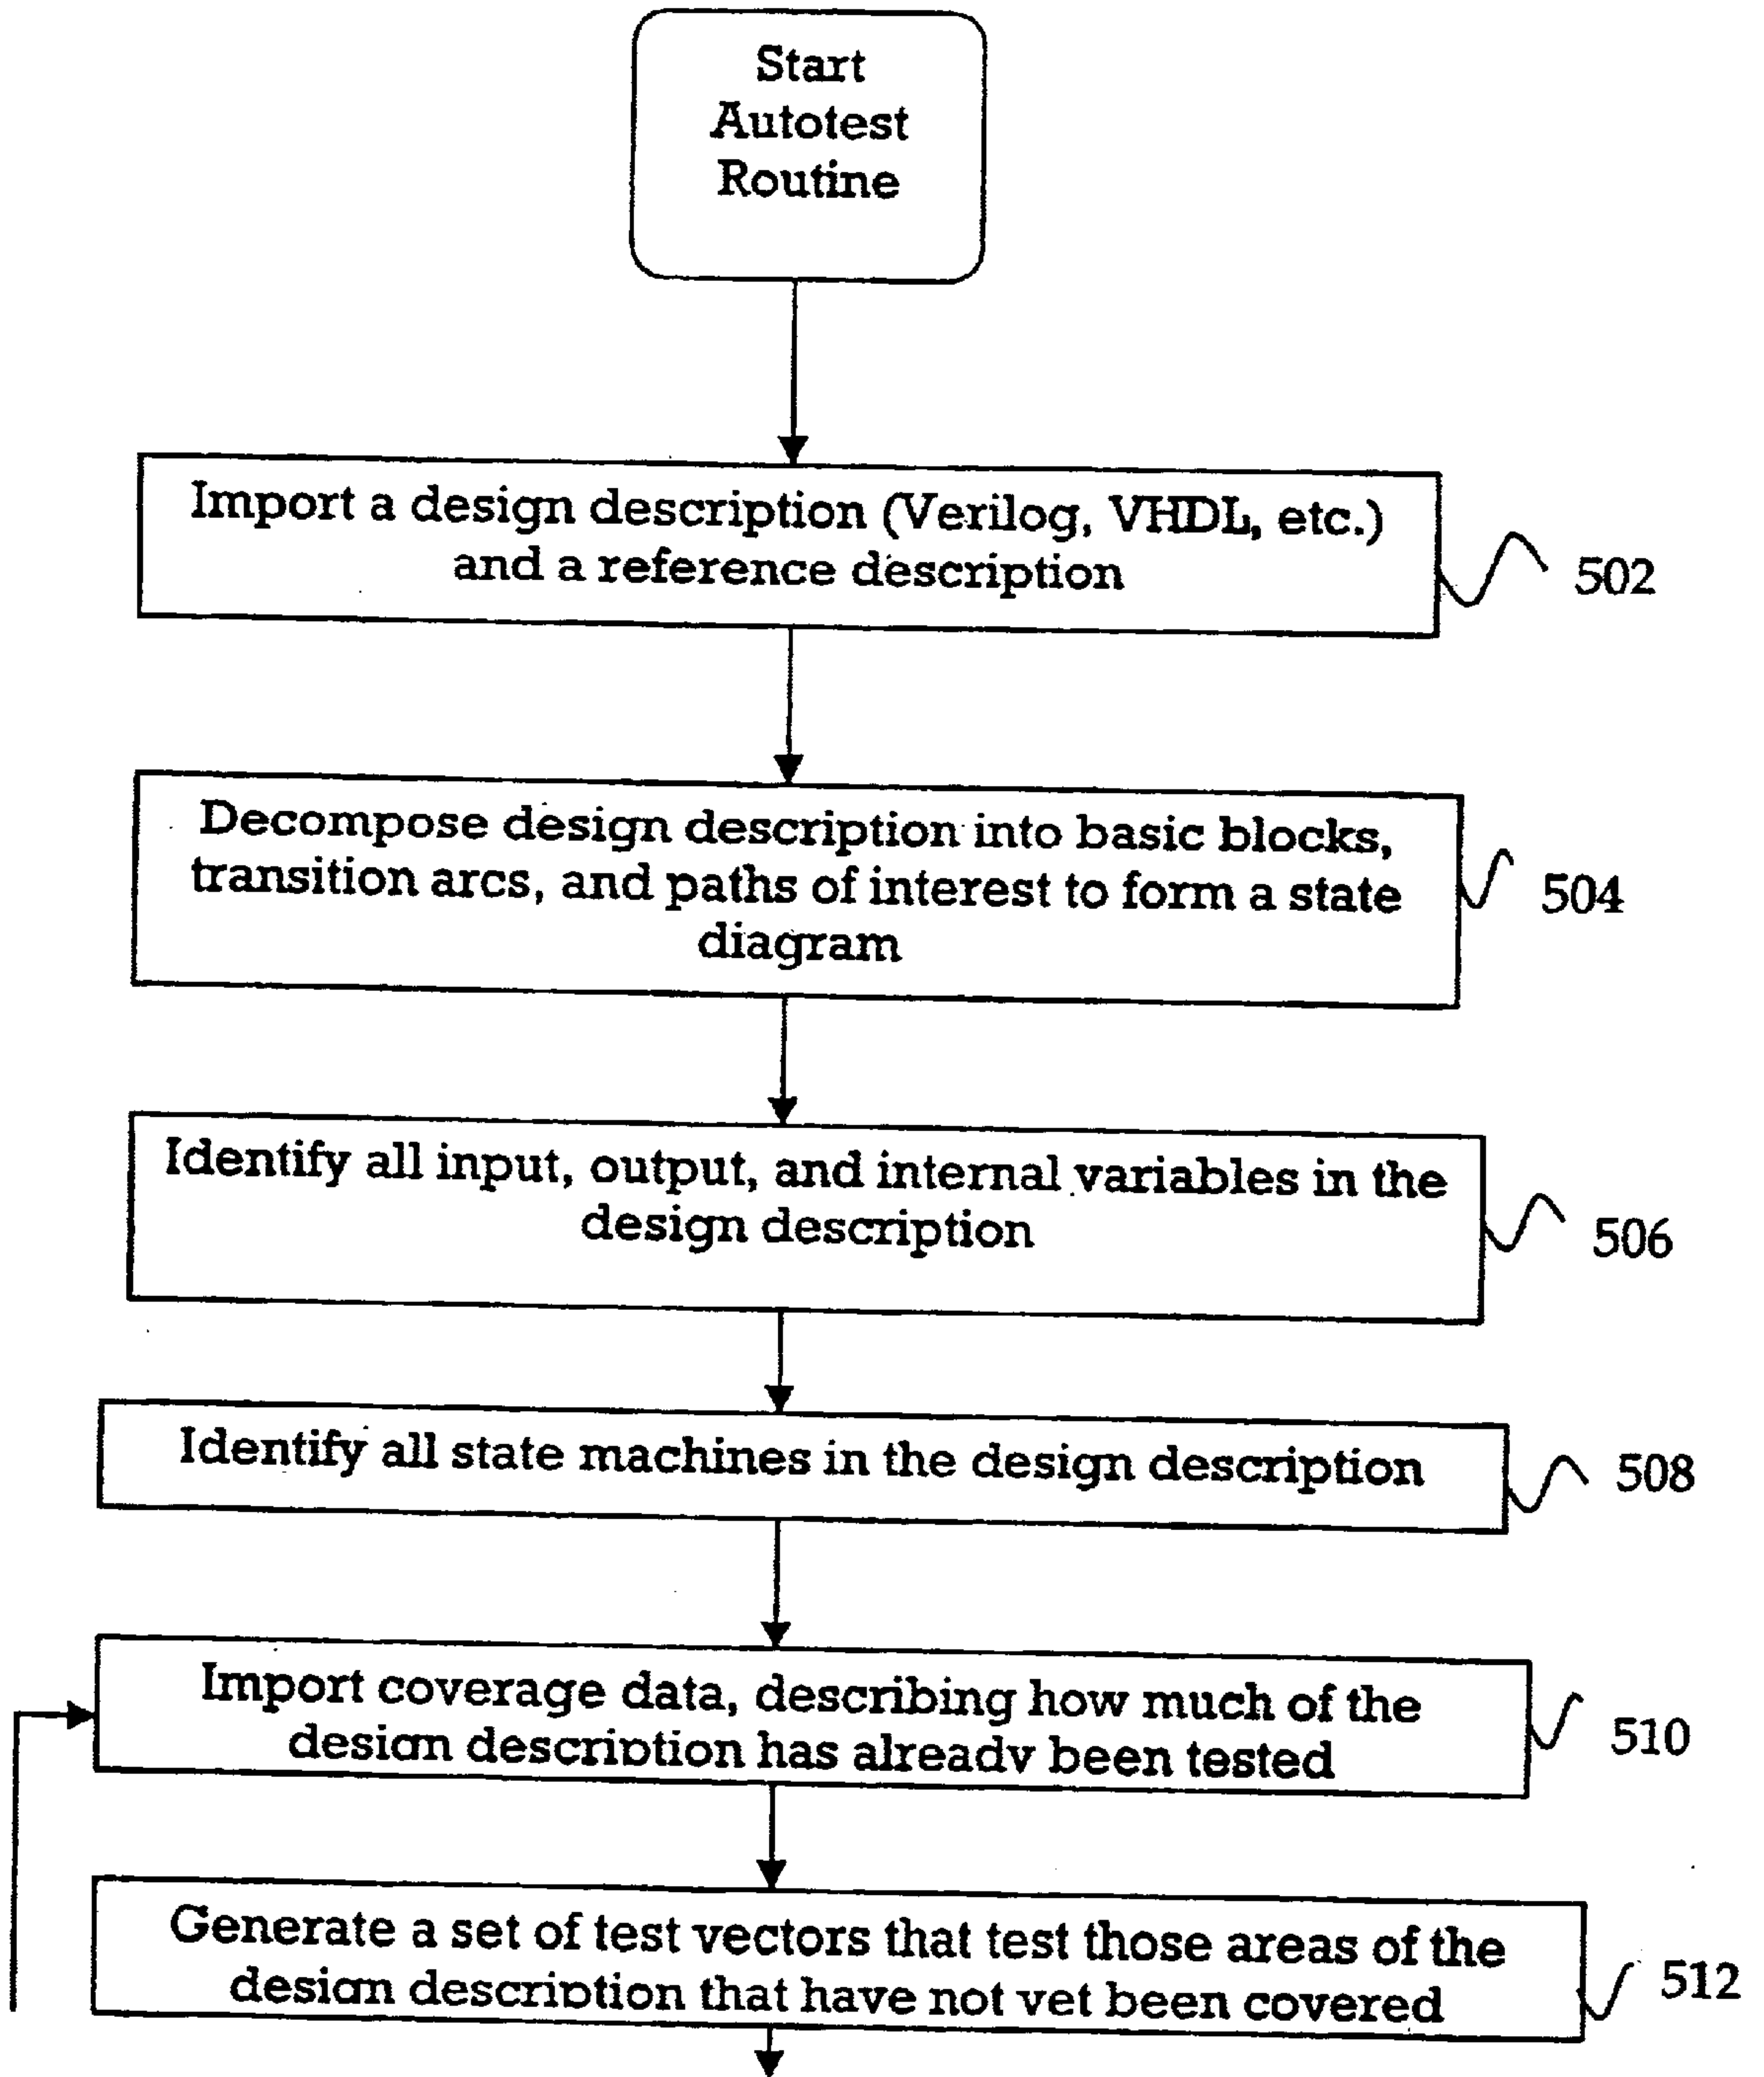 Start
Autotest
Routine
Import a design description (Verilog, VHDL, etc.)
and a reference description
502
Decompose design description into basic blocks,
transition arcs, and paths of interest to form a state
diagram
504
Identify all input, output, and internal variables in the
design description
506
Identify all state machines in the design description
508
Import coverage data, describing how much of the
design description has already been tested
510
Generate a set of test vectors that test those areas of the
design description that have not yet been covered
512